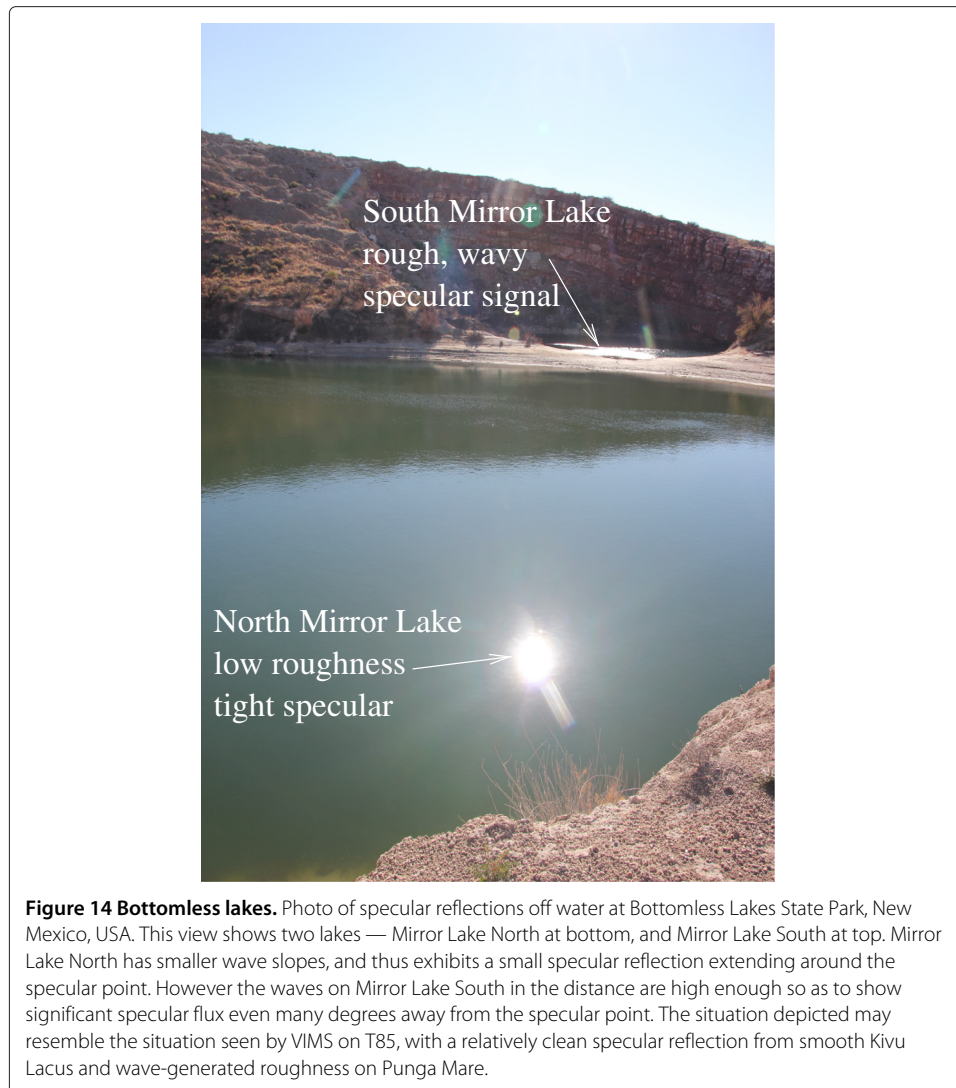 South Mirror Lake
rough, wavy
specular signal
North Mirror Lake
low roughness
tight specular
Figure 14 Bottomless lakes. Photo of specular reflections off water at Bottomless Lakes State Park, New
Mexico, USA. This view shows two lakes — Mirror Lake North at bottom, and Mirror Lake South at top. Mirror
Lake North has smaller wave slopes, and thus exhibits a small specular reflection extending around the
specular point. However the waves on Mirror Lake South in the distance are high enough so as to show
significant specular flux even many degrees away from the specular point. The situation depicted may
resemble the situation seen by VIMS on T85, with a relatively clean specular reflection from smooth Kivu
Lacus and wave-generated roughness on Punga Mare.